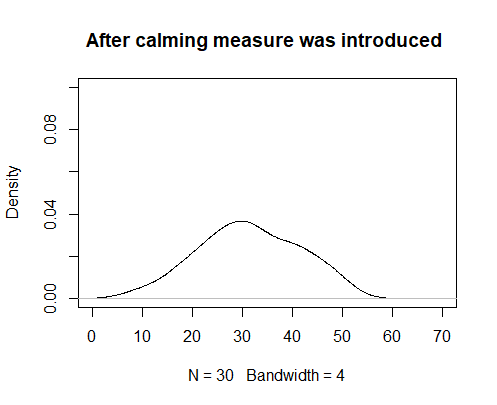 After calming measure was introduced
Density
0.08
0.04
0.00
0 10 20 30 40 50 60 70
N = 30 Bandwidth = 4